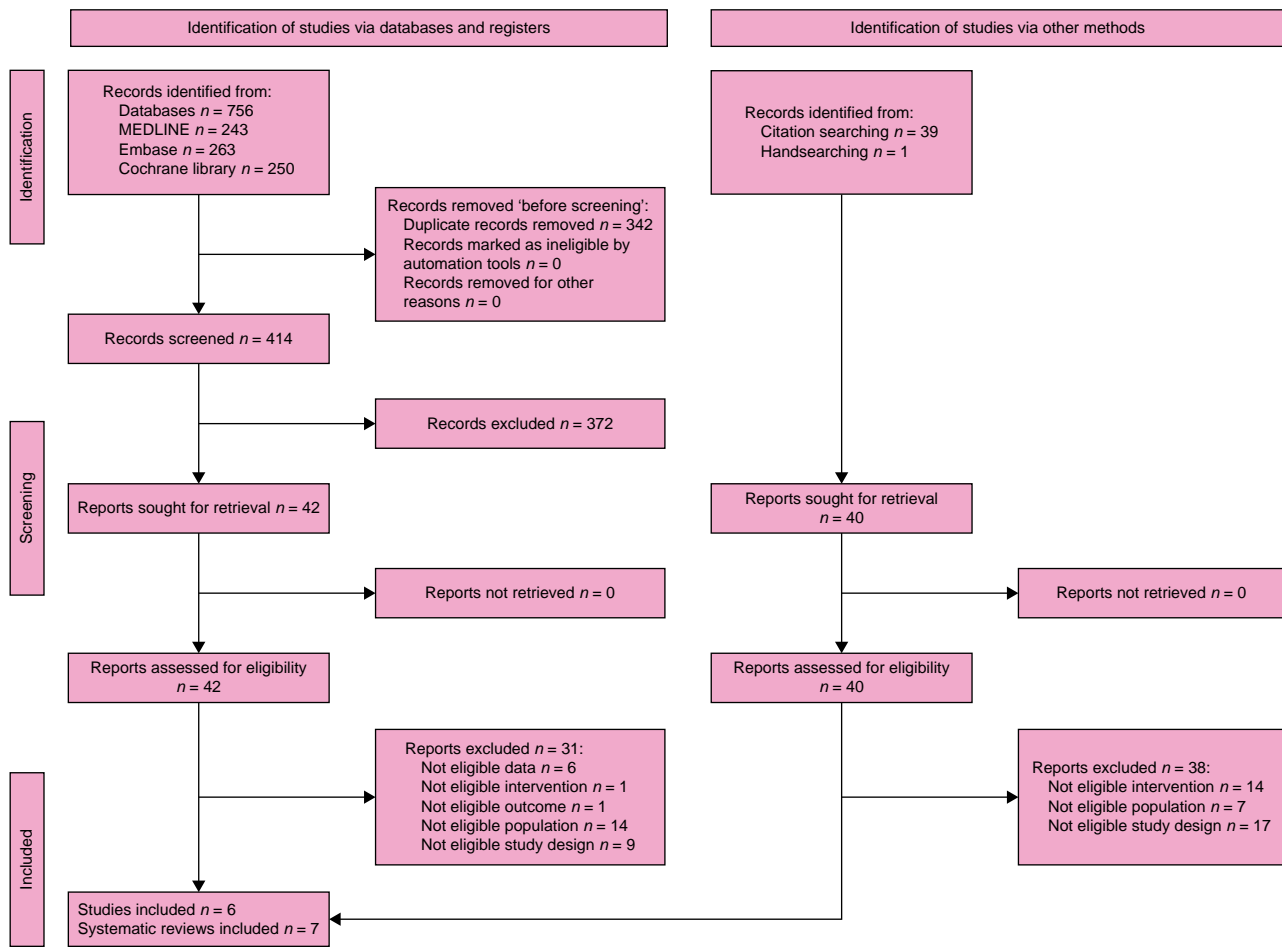 Identification of studies via databases and registers
Identification of studies via other methods
Identification
Records identified from:
Databases n = 756
MEDLINE n = 243
Embase n = 263
Cochrane library n = 250
Records identified from:
Citation searching n = 39
Handsearching n = 1
Records removed ‘before screening’:
Duplicate records removed n = 342
Records marked as ineligible by
automation tools n = 0
Records removed for other
reasons n = 0
Records screened n = 414
Records excluded n = 372
Screening
Reports sought for retrieval n = 42
Reports sought for retrieval
n = 40
Reports not retrieved n = 0
Reports not retrieved n = 0
Reports assessed for eligibility
n = 42
Reports assessed for eligibility
n = 40
Reports excluded n = 31:
Not eligible data n = 6
Not eligible intervention n = 1
Not eligible outcome n = 1
Not eligible population n = 14
Not eligible study design n = 9
Reports excluded n = 38:
Not eligible intervention n = 14
Not eligible population n = 7
Not eligible study design n = 17
Included
Studies included n = 6
Systematic reviews included n = 7